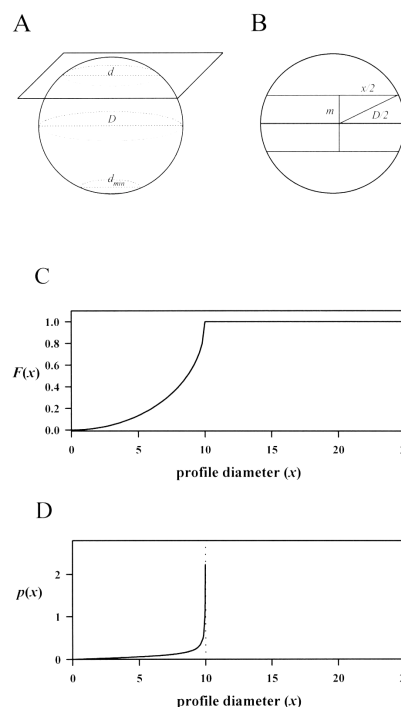 A
B
d
D
d_min
x/2
m
D/2
C
1.0
0.8
0.6
F(x)
0.4
0.2
0.0
0 5 10 15 20
profile diameter (x)
D
2
p(x)
1
0
0 5 10 15 20
profile diameter (x)